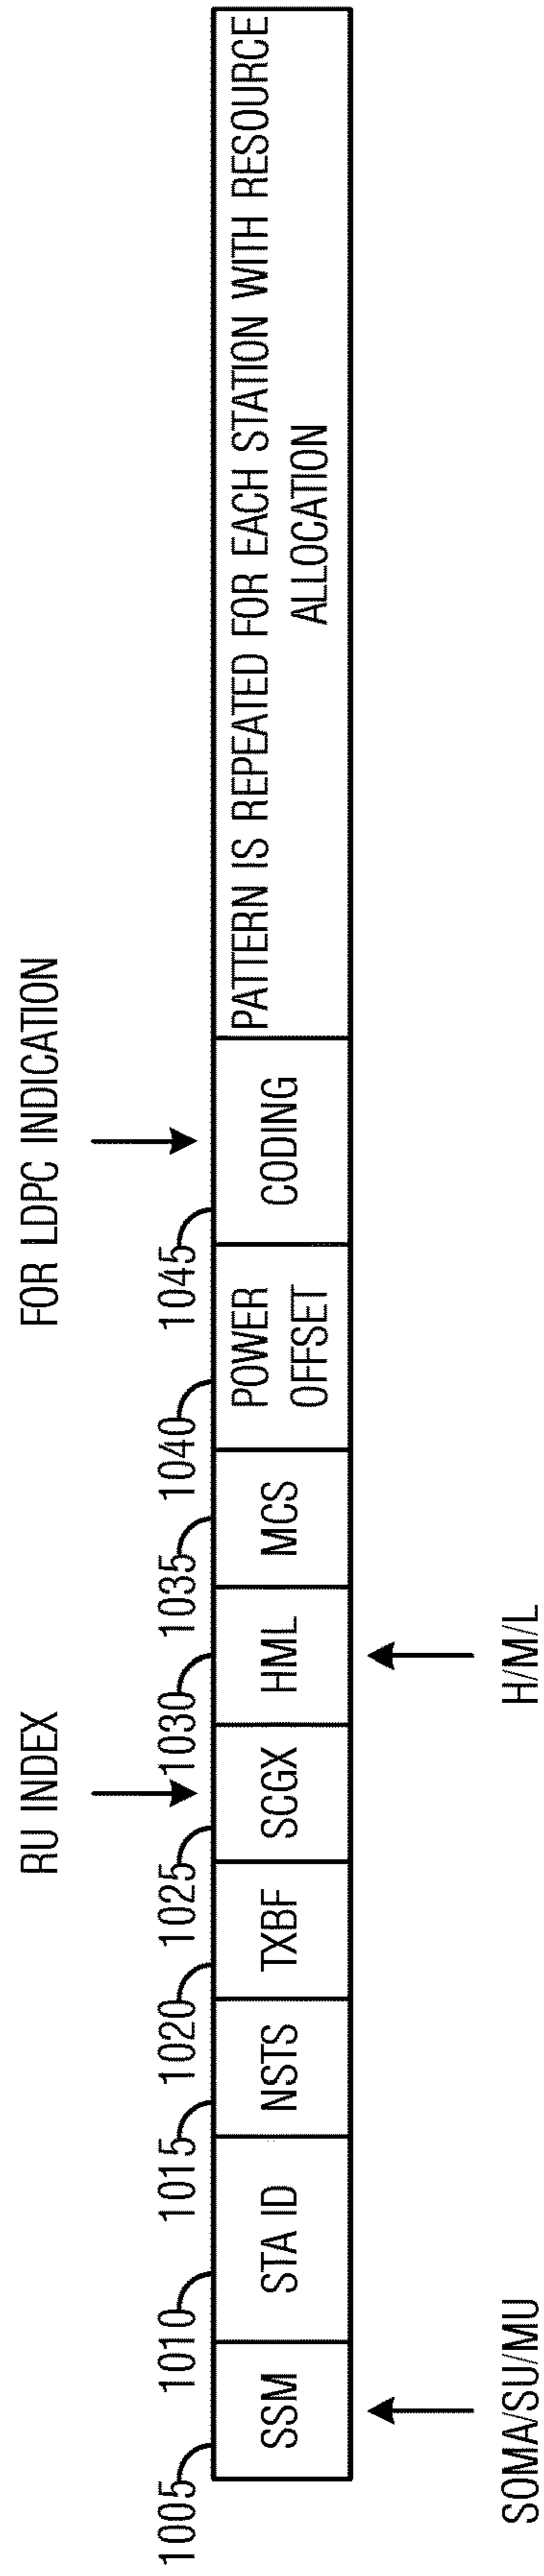 RU INDEX
FOR LDPC INDICATION
1005
1010
1015
1020
1025
1030
1035
1040
1045
SSM
STA ID
NSTS
TXBF
SCGX
HML
MCS
POWER
OFFSET
CODING
PATTERN IS REPEATED FOR EACH STATION WITH RESOURCE
ALLOCATION
SOMA/SU/MU
H/M/L